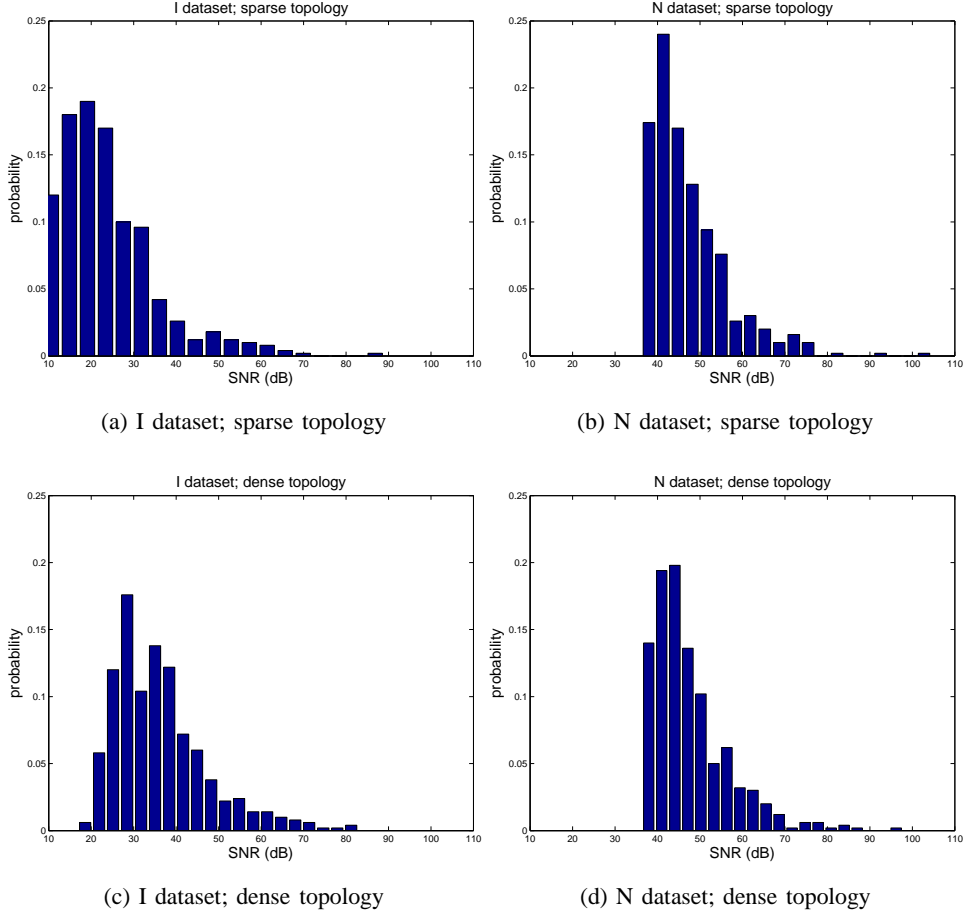 I dataset; sparse topology
0.25
0.2
0.15
0.1
0.05
0
probability
10 20 30 40 50 60 70 80 90 100 110
SNR (dB)
(a) I dataset; sparse topology
N dataset; sparse topology
0.25
0.2
0.15
0.1
0.05
0
probability
10 20 30 40 50 60 70 80 90 100 110
SNR (dB)
(b) N dataset; sparse topology
I dataset; dense topology
0.25
0.2
0.15
0.1
0.05
0
probability
10 20 30 40 50 60 70 80 90 100 110
SNR (dB)
(c) I dataset; dense topology
N dataset; dense topology
0.25
0.2
0.15
0.1
0.05
0
probability
10 20 30 40 50 60 70 80 90 100 110
SNR (dB)
(d) N dataset; dense topology